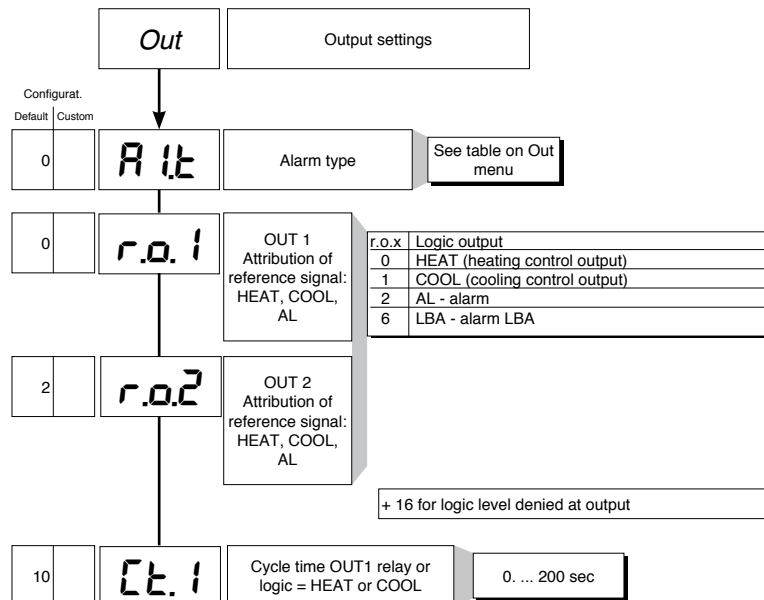 Out
Output settings
Configurat.
Default Custom
0
A1.t
Alarm type
See table on Out
menu
0
r.o.1
OUT 1
Attribution of
reference signal:
HEAT, COOL,
AL
r.o.x Logic output
0 HEAT (heating control output)
1 COOL (cooling control output)
2 AL - alarm
6 LBA - alarm LBA
2
r.o.2
OUT 2
Attribution of
reference signal:
HEAT, COOL,
AL
+ 16 for logic level denied at output
10
Ct.1
Cycle time OUT1 relay or
logic = HEAT or COOL
0. ... 200 sec